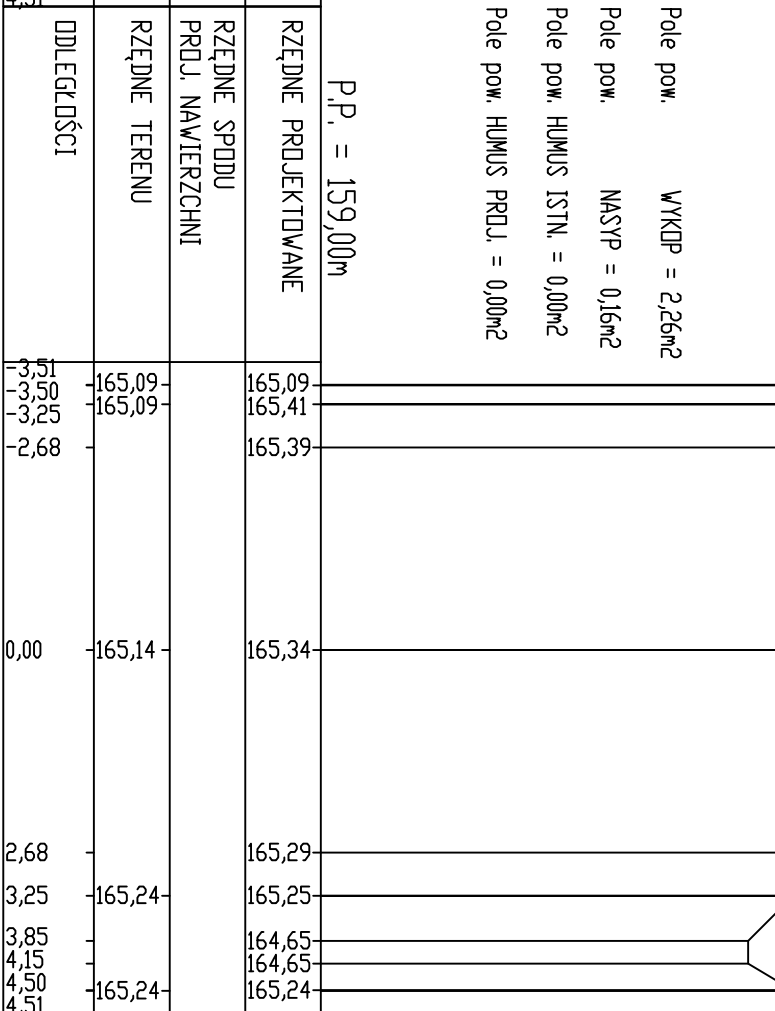 4,51
Pole pow. WYKOP = 2,26m2
Pole pow. NASYP = 0,16m2
Pole pow. HUMUS ISTN. = 0,00m2
Pole pow. HUMUS PROJ. = 0,00m2
P.P. = 159,00m
RZĘDNE PROJEKTOWANE
165,09
165,41
165,39
165,34
165,29
165,25
164,65
164,65
165,24
RZĘDNE SPODU
PROJ. NAWIERZCHNI
RZĘDNE TERENU
165,09
165,09
165,14
165,24
165,24
ODLEGŁOŚCI
-3,51
-3,50
-3,25
-2,68
0,00
2,68
3,25
3,85
4,15
4,50
4,51